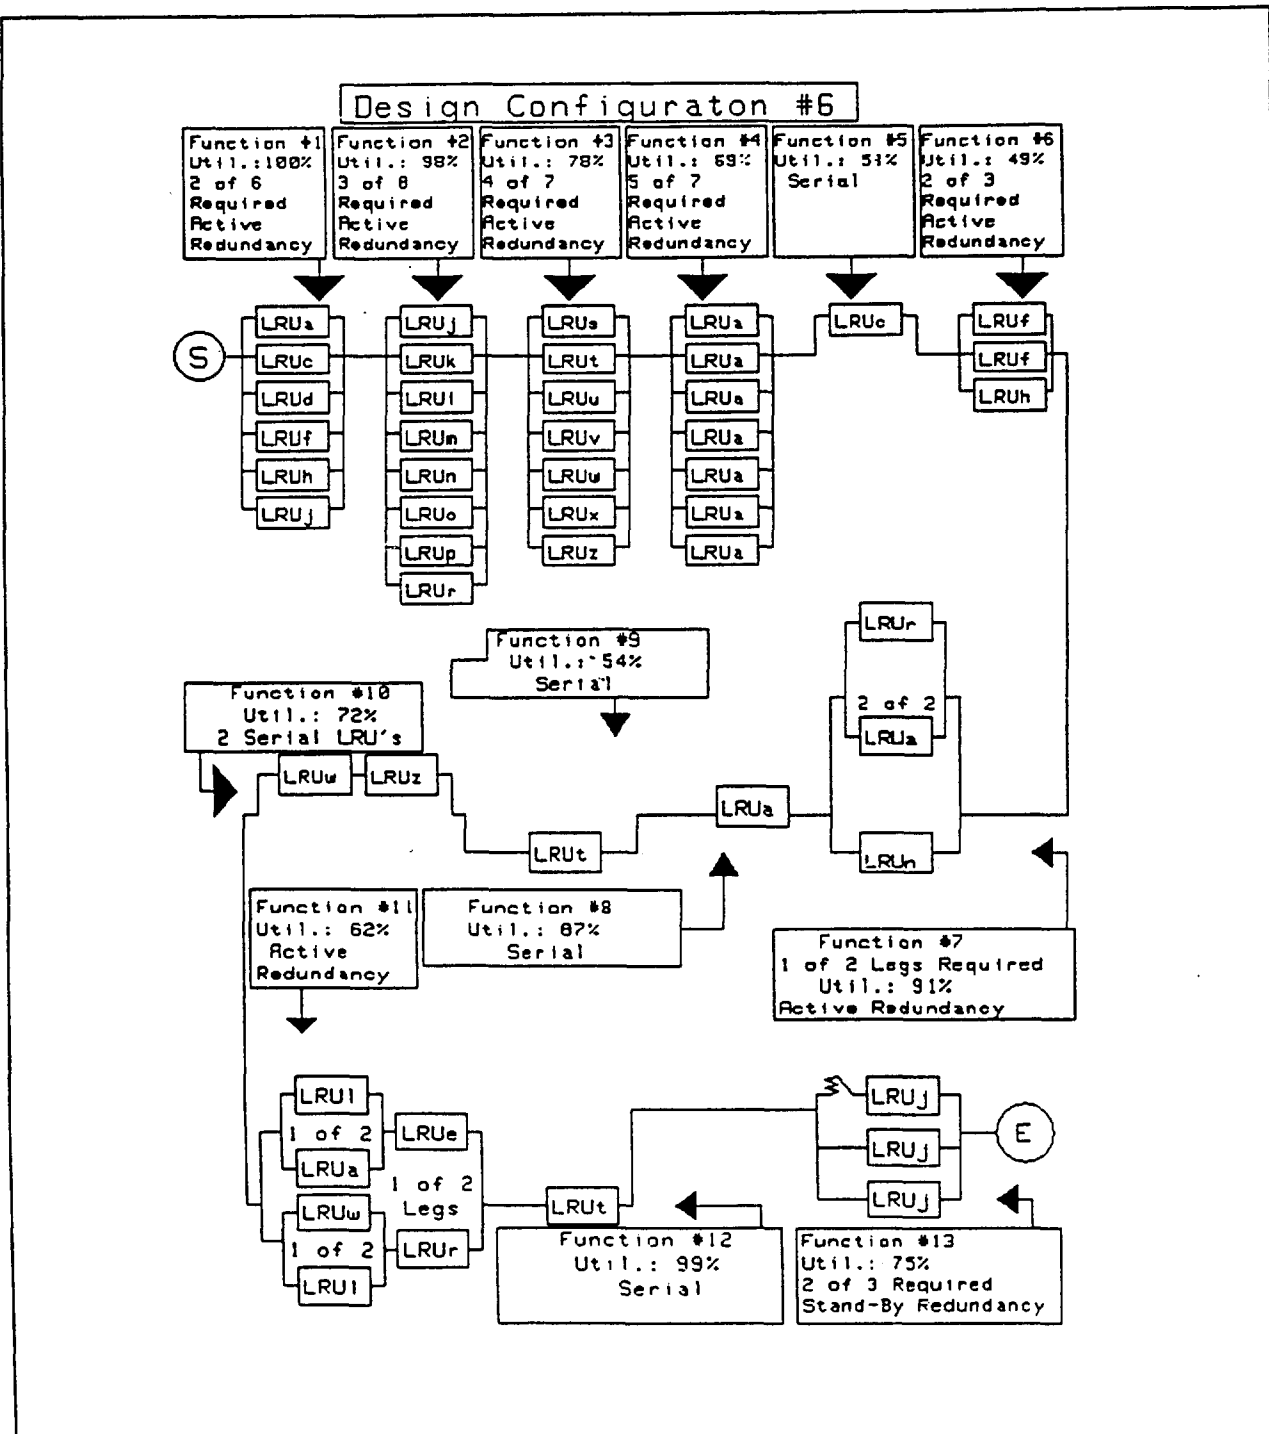 Design Configuraton #6
Function #1
Util.:100%
2 of 6
Required
Active
Redundancy
Function #2
Util.: 98%
3 of 8
Required
Active
Redundancy
Function #3
Util.: 78%
4 of 7
Required
Active
Redundancy
Function #4
Util.: 69%
5 of 7
Required
Active
Redundancy
Function #5
Util.: 51%
Serial
Function #6
Util.: 49%
2 of 3
Required
Active
Redundancy
S
LRUa
LRUc
LRUd
LRUf
LRUh
LRUj
LRUj
LRUk
LRUl
LRUm
LRUn
LRUo
LRUp
LRUr
LRUs
LRUt
LRUu
LRUv
LRUw
LRUx
LRUz
LRUa
LRUa
LRUa
LRUa
LRUa
LRUa
LRUa
LRUc
LRUf
LRUf
LRUh
LRUr
2 of 2
LRUa
LRUn
Function #7
1 of 2 Legs Required
Util.: 91%
Active Redundancy
LRUa
Function #8
Util.: 87%
Serial
Function #9
Util.: 54%
Serial
LRUt
Function #10
Util.: 72%
2 Serial LRU's
LRUw
LRUz
Function #11
Util.: 62%
Active
Redundancy
LRUl
1 of 2
LRUa
LRUe
1 of 2
Legs
LRUw
1 of 2
LRUl
LRUr
LRUt
Function #12
Util.: 99%
Serial
LRUj
LRUj
LRUj
E
Function #13
Util.: 75%
2 of 3 Required
Stand-By Redundancy